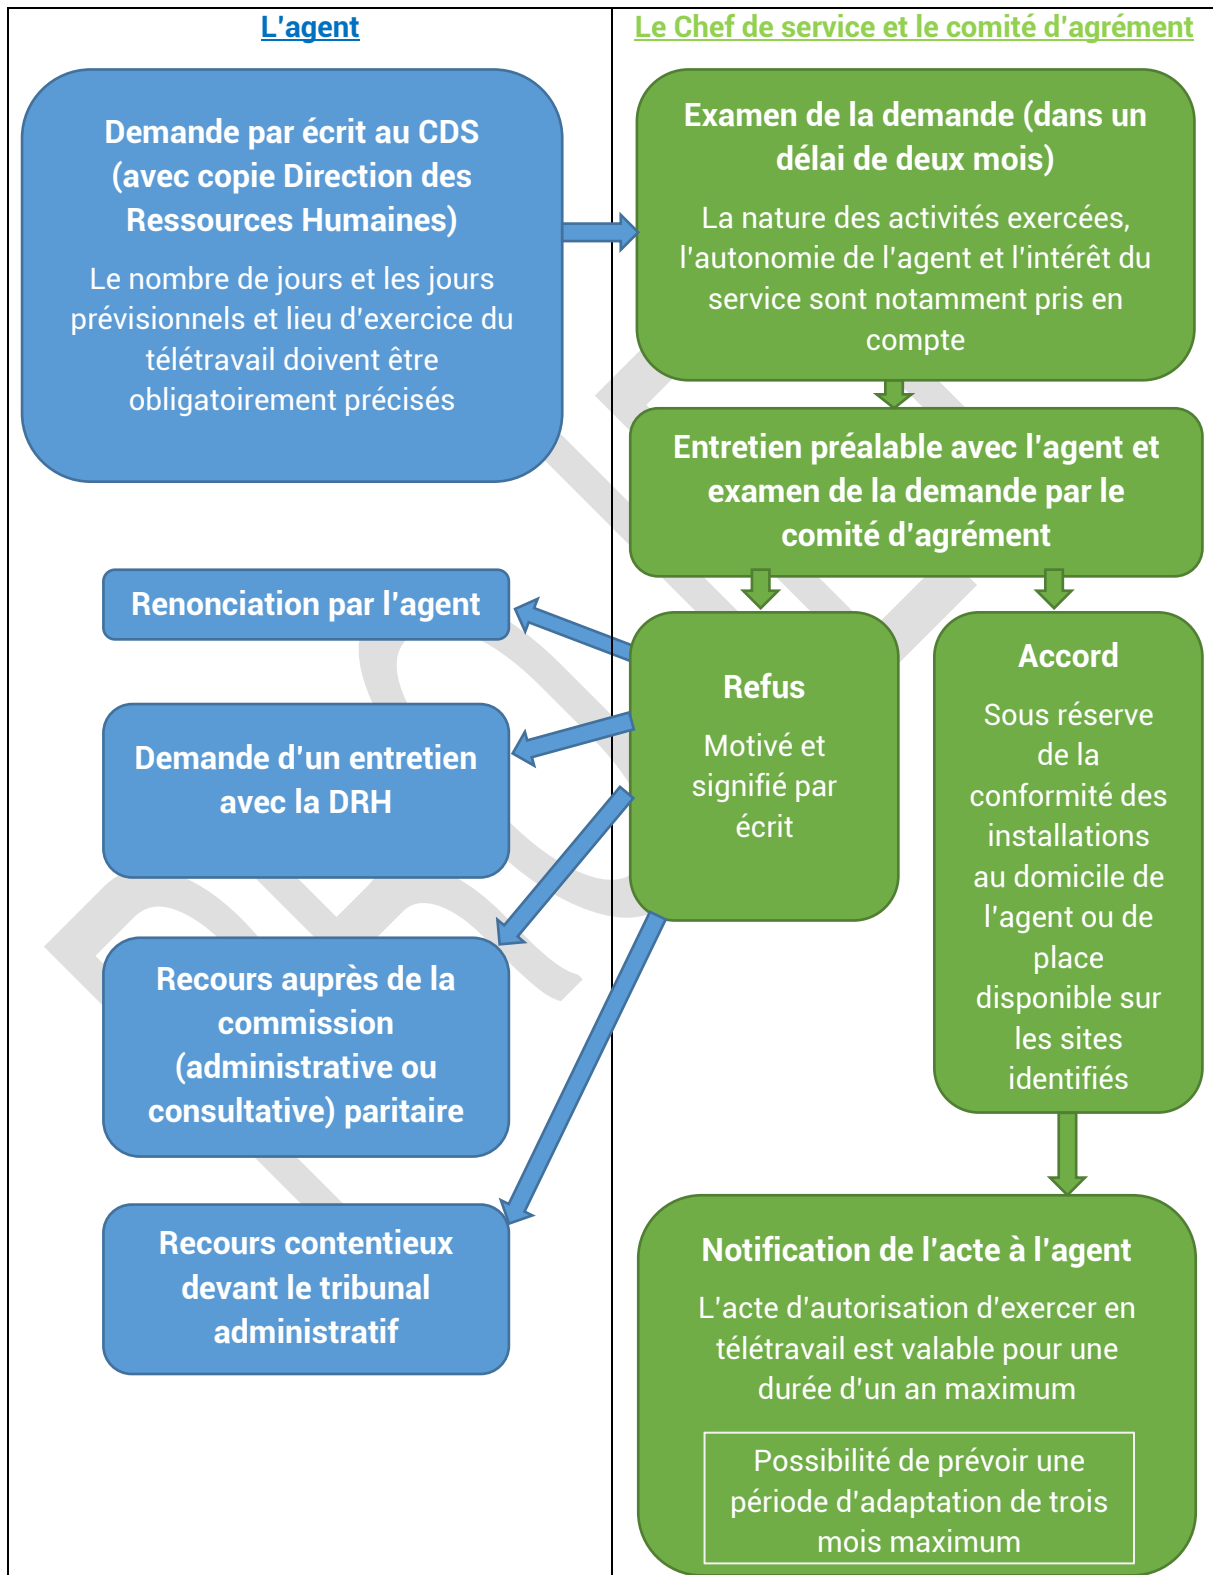 L'agent
Demande par écrit au CDS
(avec copie Direction des
Ressources Humaines)
Le nombre de jours et les jours
prévisionnels et lieu d'exercice du
télétravail doivent être
obligatoirement précisés
Le Chef de service et le comité d'agrément
Examen de la demande (dans un
délai de deux mois)
La nature des activités exercées,
l'autonomie de l'agent et l'intérêt du
service sont notamment pris en
compte
Entretien préalable avec l'agent et
examen de la demande par le
comité d'agrément
Refus
Motivé et
signifié par
écrit
Accord
Sous réserve
de la
conformité des
installations
au domicile de
l'agent ou de
place
disponible sur
les sites
identifiés
Renonciation par l'agent
Demande d'un entretien
avec la DRH
Recours auprès de la
commission
(administrative ou
consultative) paritaire
Recours contentieux
devant le tribunal
administratif
Notification de l'acte à l'agent
L'acte d'autorisation d'exercer en
télétravail est valable pour une
durée d'un an maximum
Possibilité de prévoir une
période d'adaptation de trois
mois maximum